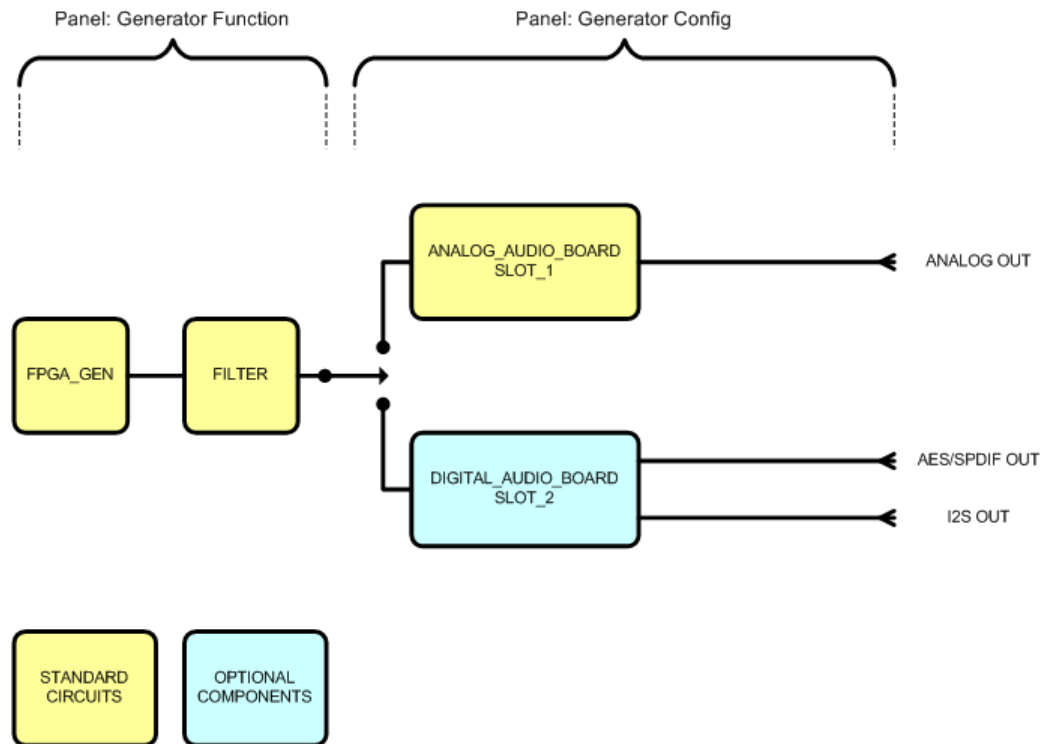 Panel: Generator Function
Panel: Generator Config
ANALOG_AUDIO_BOARD
SLOT_1
ANALOG OUT
FPGA_GEN
FILTER
DIGITAL_AUDIO_BOARD
SLOT_2
AES/SPDIF OUT
I2S OUT
STANDARD
CIRCUITS
OPTIONAL
COMPONENTS